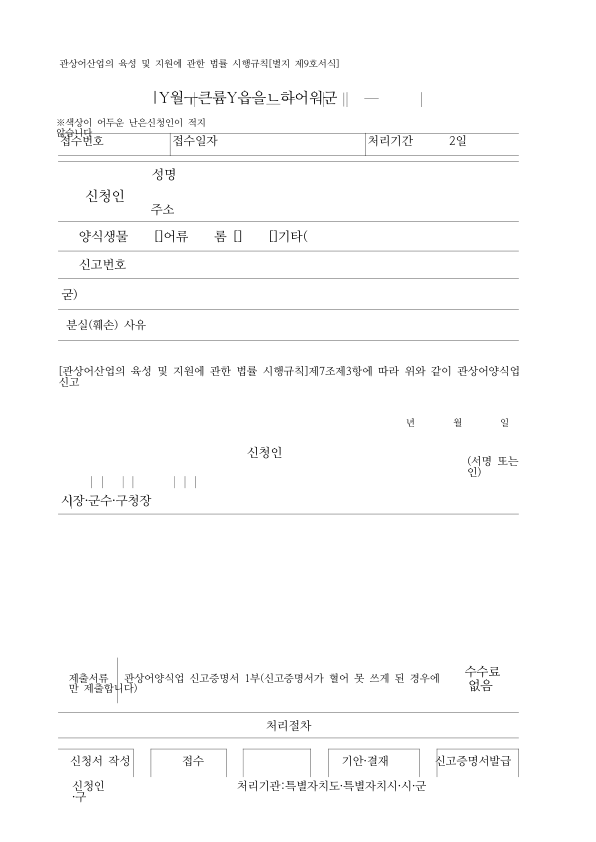 관상어산업의 육성 및 지원에 관한 법률 시행규칙[별지 제9호서식]
※색상이 어두운 난은신청인이 적지
않습니다
접수번호 접수일자 처리기간 2일
성명
신청인
주소
양식생물 []어류 롬 [] []기타(
신고번호
굳)
분실(훼손) 사유
[관상어산업의 육성 및 지원에 관한 법률 시행규칙]제7조제3항에 따라 위와 같이 관상어양식업
신고
년 월 일
신청인
(서명 또는
인)
시장·군수·구청장
제출서류 관상어양식업 신고증명서 1부(신고증명서가 헐어 못 쓰게 된 경우에
만 제출합니다)
수수료
없음
처리절차
신청서 작성 접수 기안·결재 신고증명서발급
신청인 처리기관:특별자치도·특별자치시·시·군
·구